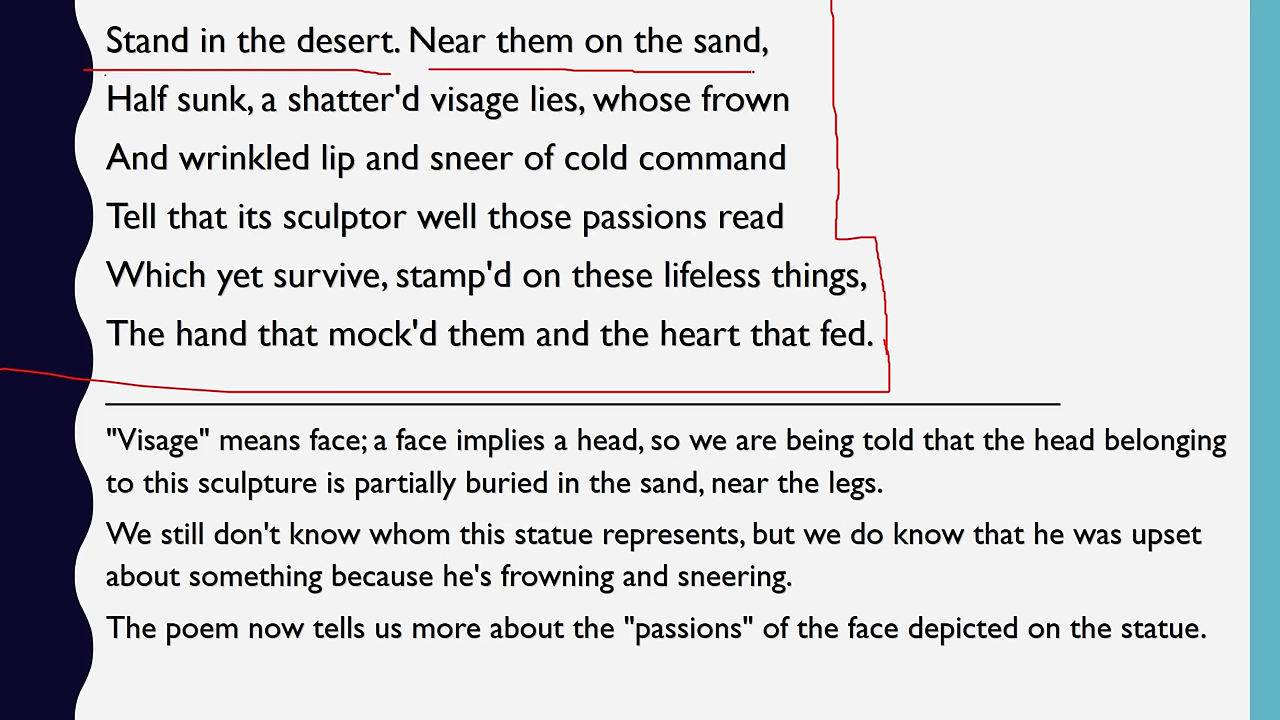 Stand in the desert. Near them on the sand,
Half sunk, a shatter'd visage lies, whose frown
And wrinkled lip and sneer of cold command
Tell that its sculptor well those passions read
Which yet survive, stamp'd on these lifeless things,
The hand that mock'd them and the heart that fed.
"Visage" means face; a face implies a head, so we are being told that the head belonging
to this sculpture is partially buried in the sand, near the legs.
We still don't know whom this statue represents, but we do know that he was upset
about something because he's frowning and sneering.
The poem now tells us more about the "passions" of the face depicted on the statue.